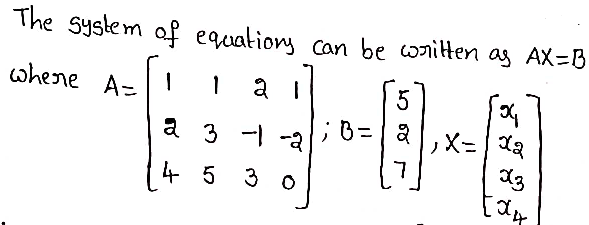 The system of equations can be written as AX=B
where A= [1 1 2 1; 2 3 -1 -2; 4 5 3 0] ; B= [5; 2; 7] , X= [x1; x2; x3; x4]